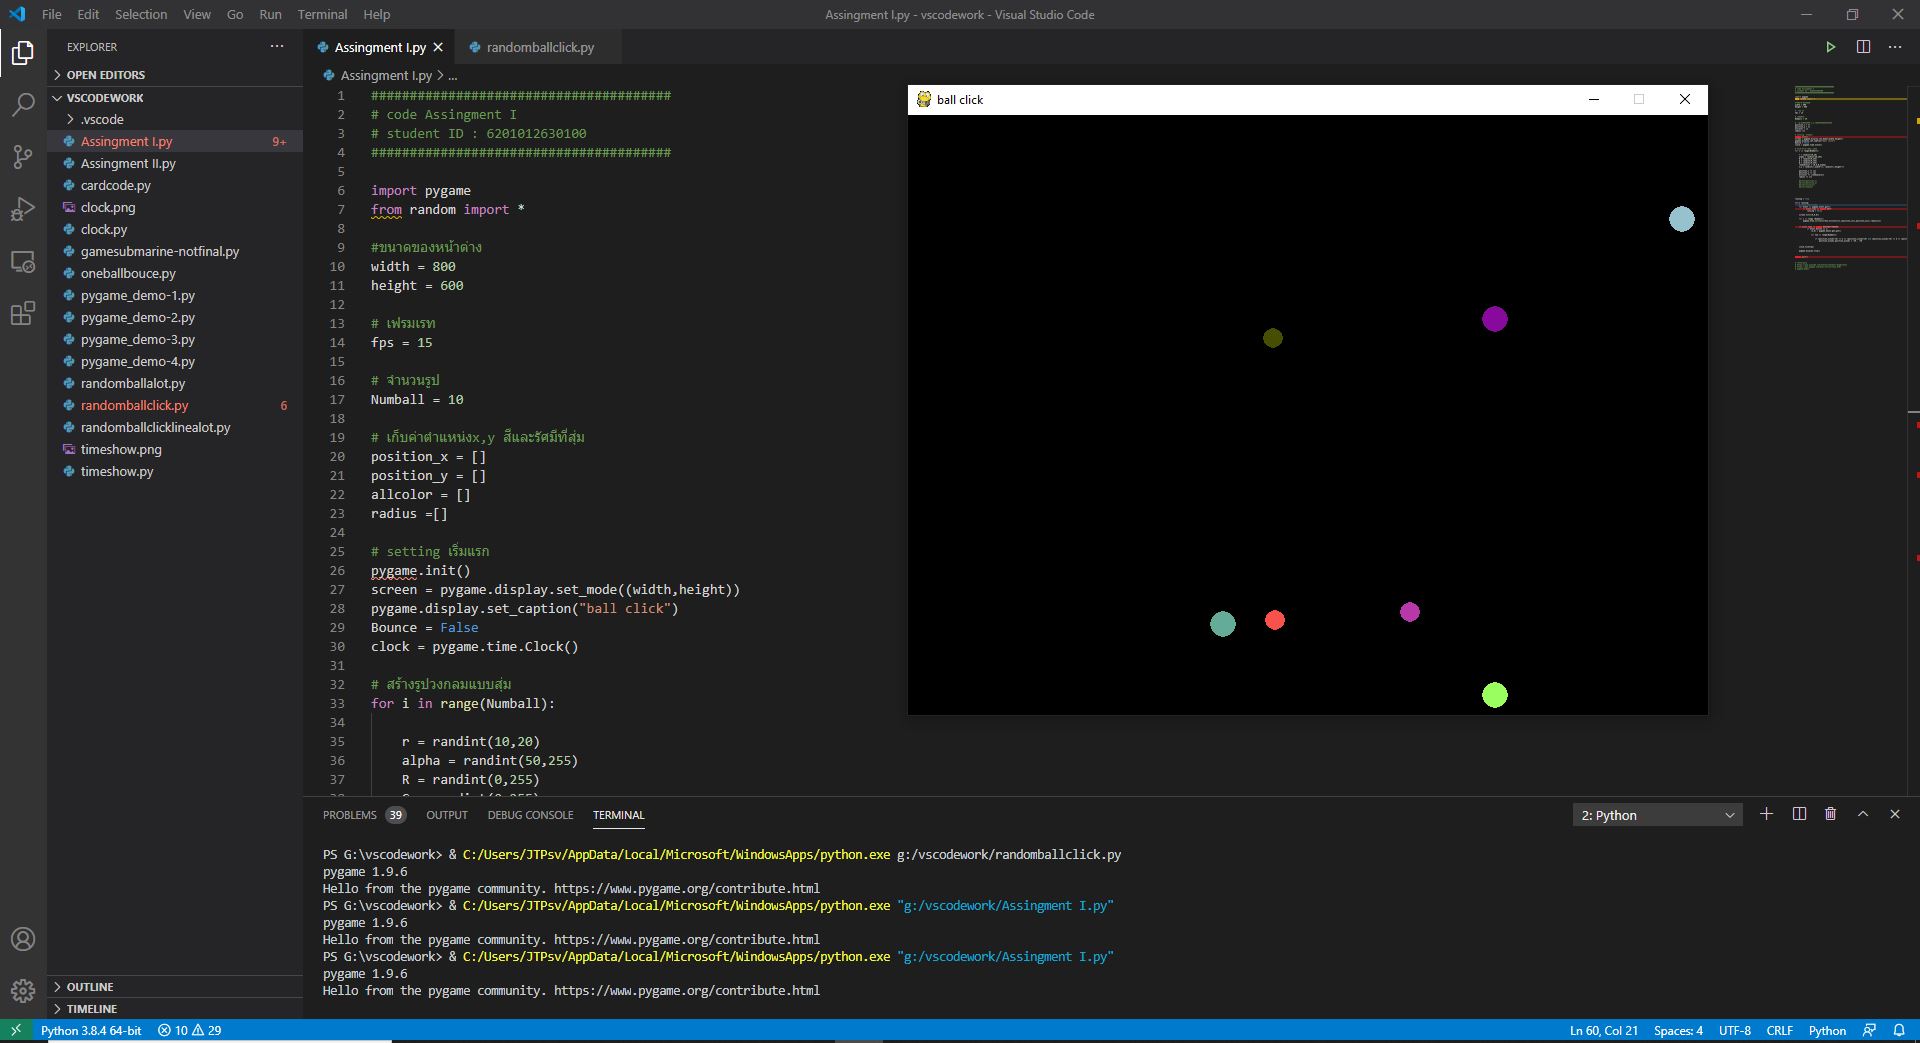 File Edit Selection View Go Run Terminal Help
Assingment I.py - vscodework - Visual Studio Code
EXPLORER
OPEN EDITORS
VSCODEWORK
.vscode
Assingment I.py 9+
Assingment II.py
cardcode.py
clock.png
clock.py
gamesubmarine-notfinal.py
oneballbouce.py
pygame_demo-1.py
pygame_demo-2.py
pygame_demo-3.py
pygame_demo-4.py
randomballalot.py
randomballclick.py 6
randomballclicklinealot.py
timeshow.png
timeshow.py
OUTLINE
TIMELINE
Assingment I.py randomballclick.py
Assingment I.py > ...
1 #######################################
2 # code Assingment I
3 # student ID : 6201012630100
4 #######################################
5
6 import pygame
7 from random import *
8
9 #ขนาดของหน้าต่าง
10 width = 800
11 height = 600
12
13 # เฟรมเรท
14 fps = 15
15
16 # จำนวนรูป
17 Numball = 10
18
19 # เก็บค่าตำแหน่งx,y สีและรัศมีที่สุ่ม
20 position_x = []
21 position_y = []
22 allcolor = []
23 radius =[]
24
25 # setting เริ่มแรก
26 pygame.init()
27 screen = pygame.display.set_mode((width,height))
28 pygame.display.set_caption("ball click")
29 Bounce = False
30 clock = pygame.time.Clock()
31
32 # สร้างรูปวงกลมแบบสุ่ม
33 for i in range(Numball):
34
35 r = randint(10,20)
36 alpha = randint(50,255)
37 R = randint(0,255)
ball click
PROBLEMS 39 OUTPUT DEBUG CONSOLE TERMINAL
2: Python
PS G:\vscodework> & C:/Users/JTPsv/AppData/Local/Microsoft/WindowsApps/python.exe g:/vscodework/randomballclick.py
pygame 1.9.6
Hello from the pygame community. https://www.pygame.org/contribute.html
PS G:\vscodework> & C:/Users/JTPsv/AppData/Local/Microsoft/WindowsApps/python.exe "g:/vscodework/Assingment I.py"
pygame 1.9.6
Hello from the pygame community. https://www.pygame.org/contribute.html
PS G:\vscodework> & C:/Users/JTPsv/AppData/Local/Microsoft/WindowsApps/python.exe "g:/vscodework/Assingment I.py"
pygame 1.9.6
Hello from the pygame community. https://www.pygame.org/contribute.html
Python 3.8.4 64-bit 10 29
Ln 60, Col 21 Spaces: 4 UTF-8 CRLF Python